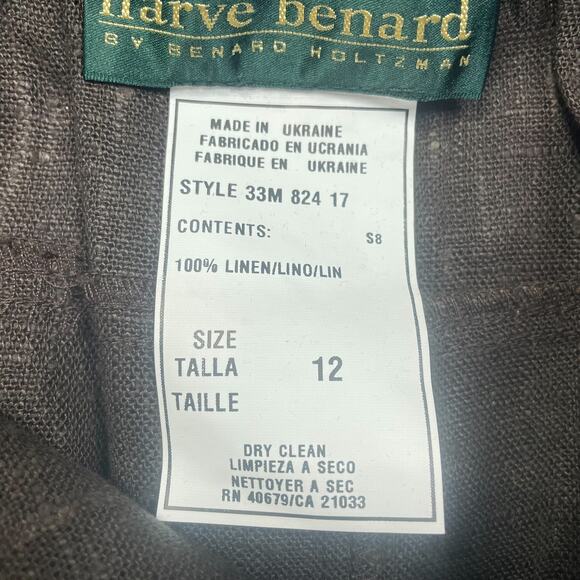 harve benard
BY BENARD HOLTZMAN
MADE IN UKRAINE
FABRICADO EN UCRANIA
FABRIQUE EN UKRAINE
STYLE 33M 824 17
CONTENTS: S8
100% LINEN/LINO/LIN
SIZE
TALLA 12
TAILLE
DRY CLEAN
LIMPIEZA A SECO
NETTOYER A SEC
RN 40679/CA 21033